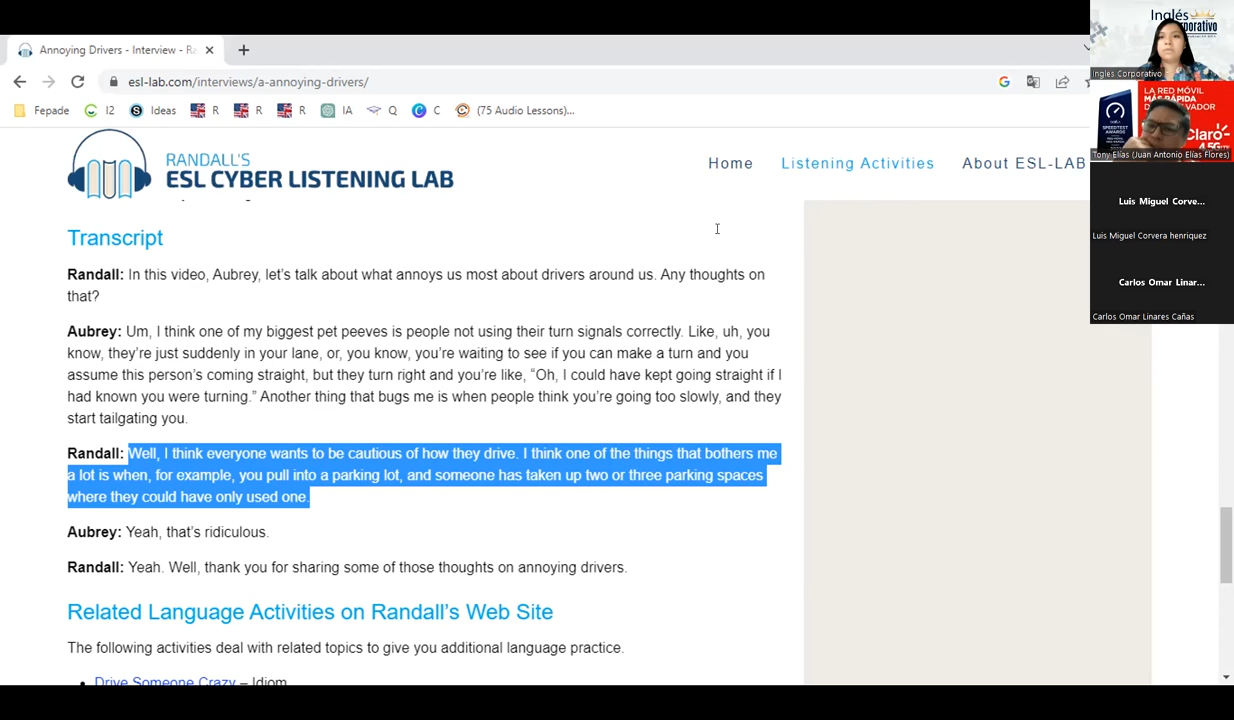 Annoying Drivers - Interview - Ra
esl-lab.com/interviews/a-annoying-drivers/
Fepade I2 Ideas R R R IA Q C (75 Audio Lessons)...
RANDALL'S
ESL CYBER LISTENING LAB
Home Listening Activities About ESL-LAB
Transcript
Randall: In this video, Aubrey, let's talk about what annoys us most about drivers around us. Any thoughts on
that?
Aubrey: Um, I think one of my biggest pet peeves is people not using their turn signals correctly. Like, uh, you
know, they're just suddenly in your lane, or, you know, you're waiting to see if you can make a turn and you
assume this person's coming straight, but they turn right and you're like, “Oh, I could have kept going straight if I
had known you were turning.” Another thing that bugs me is when people think you're going too slowly, and they
start tailgating you.
Randall: Well, I think everyone wants to be cautious of how they drive. I think one of the things that bothers me
a lot is when, for example, you pull into a parking lot, and someone has taken up two or three parking spaces
where they could have only used one.
Aubrey: Yeah, that's ridiculous.
Randall: Yeah. Well, thank you for sharing some of those thoughts on annoying drivers.
Related Language Activities on Randall's Web Site
The following activities deal with related topics to give you additional language practice.
Drive Someone Crazy – Idiom
Inglés
Ingles Corporativo
LA RED MÓVIL
MÁS RÁPIDA
Claro
4.5G
Tony Elías (Juan Antonio Elías Flores)
Luis Miguel Corve...
Luis Miguel Corvera henriquez
Carlos Omar Linar...
Carlos Omar Linares Cañas